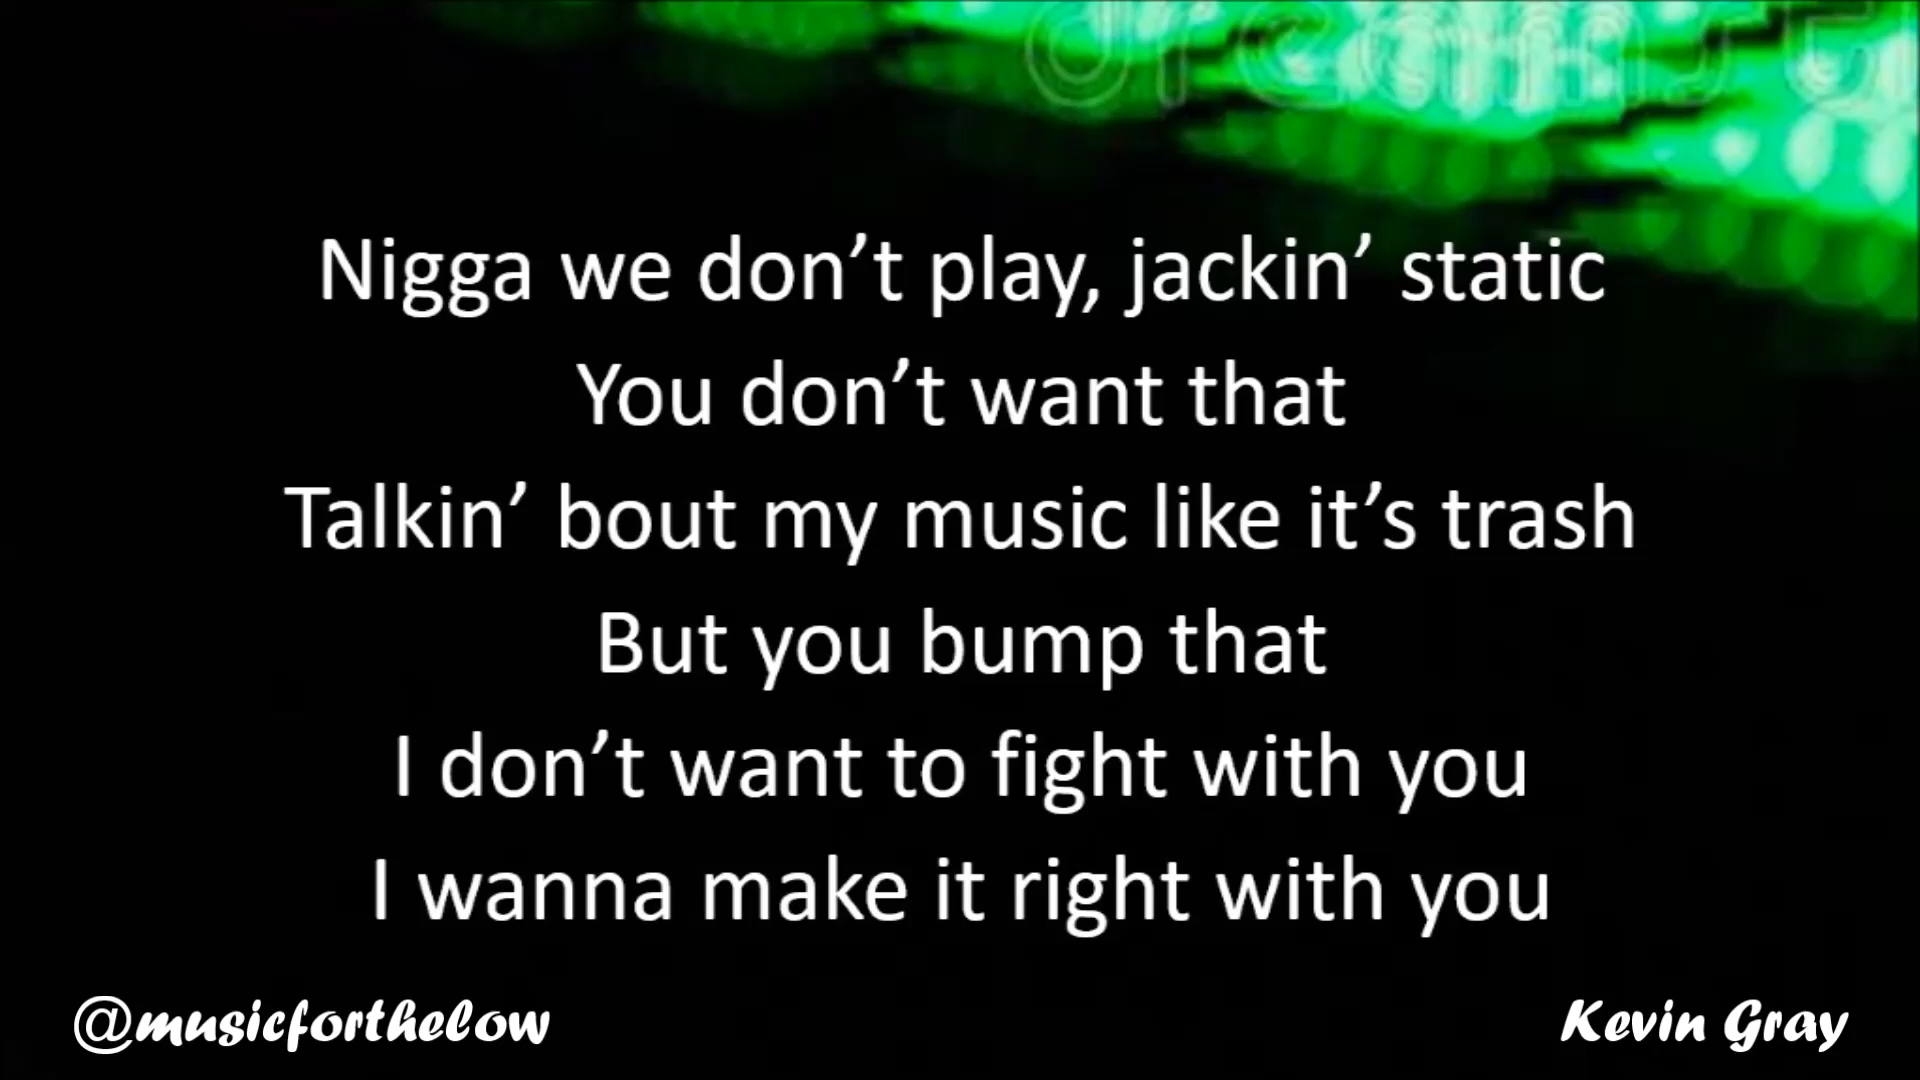 dreams
Nigga we don’t play, jackin’ static
You don’t want that
Talkin’ bout my music like it’s trash
But you bump that
I don’t want to fight with you
I wanna make it right with you
@musicforthelow
Kevin Gray